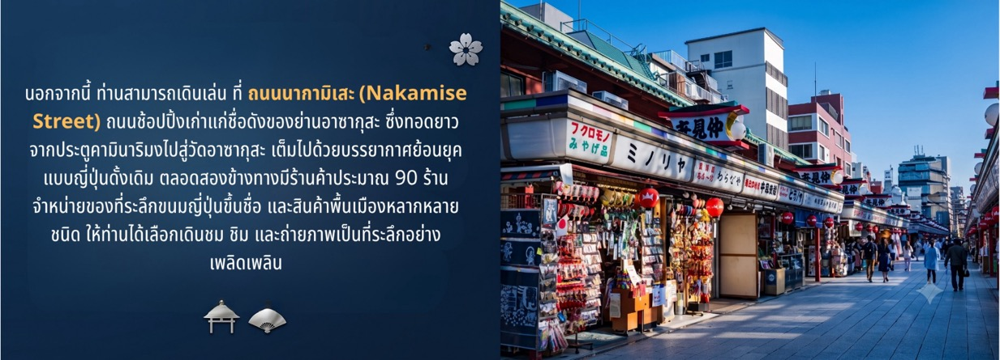 นอกจากนี้ ท่านสามารถเดินเล่น ที่ ถนนนากามิเสะ (Nakamise
Street) ถนนช้อปปิ้งเก่าแก่ชื่อดังของย่านอาซากุสะ ซึ่งทอดยาว
จากประตูคามินาริมงไปสู่วัดอาซากุสะ เต็มไปด้วยบรรยากาศย้อนยุค
แบบญี่ปุ่นดั้งเดิม ตลอดสองข้างทางมีร้านค้าประมาณ 90 ร้าน
จำหน่ายของที่ระลึกขนมญี่ปุ่นขึ้นชื่อ และสินค้าพื้นเมืองหลากหลาย
ชนิด ให้ท่านได้เลือกเดินชม ชิม และถ่ายภาพเป็นที่ระลึกอย่าง
เพลิดเพลิน
フクロモノ
みやげ品
ミノリヤ